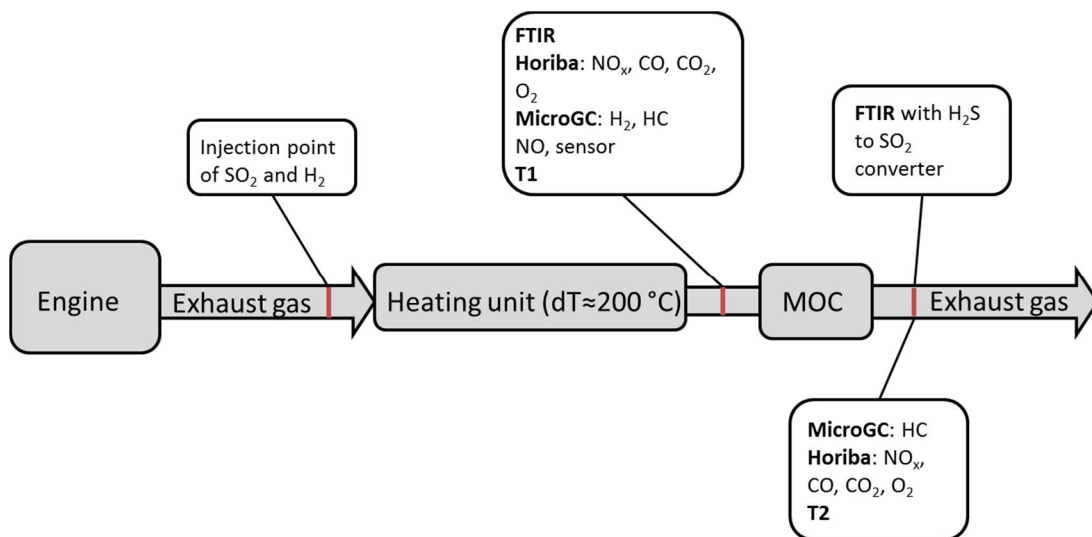 FTIR
Horiba: NOₓ, CO, CO₂,
O₂
MicroGC: H₂, HC
NO, sensor
T1
Injection point
of SO₂ and H₂
FTIR with H₂S
to SO₂
converter
Engine
Exhaust gas
Heating unit (dT≈200 °C)
MOC
Exhaust gas
MicroGC: HC
Horiba: NOₓ,
CO, CO₂, O₂
T2